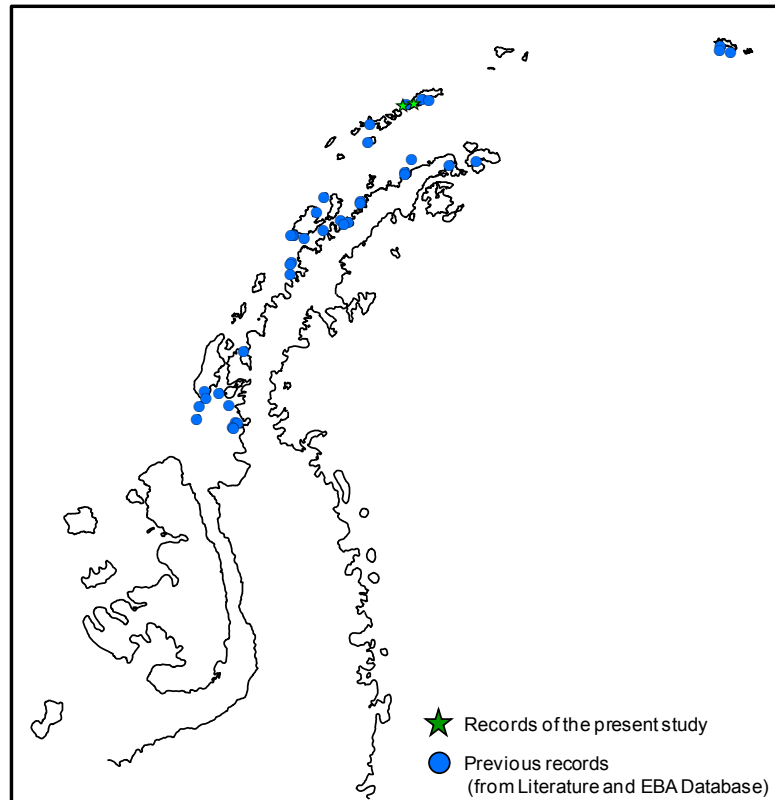 Records of the present study
Previous records
(from Literature and EBA Database)